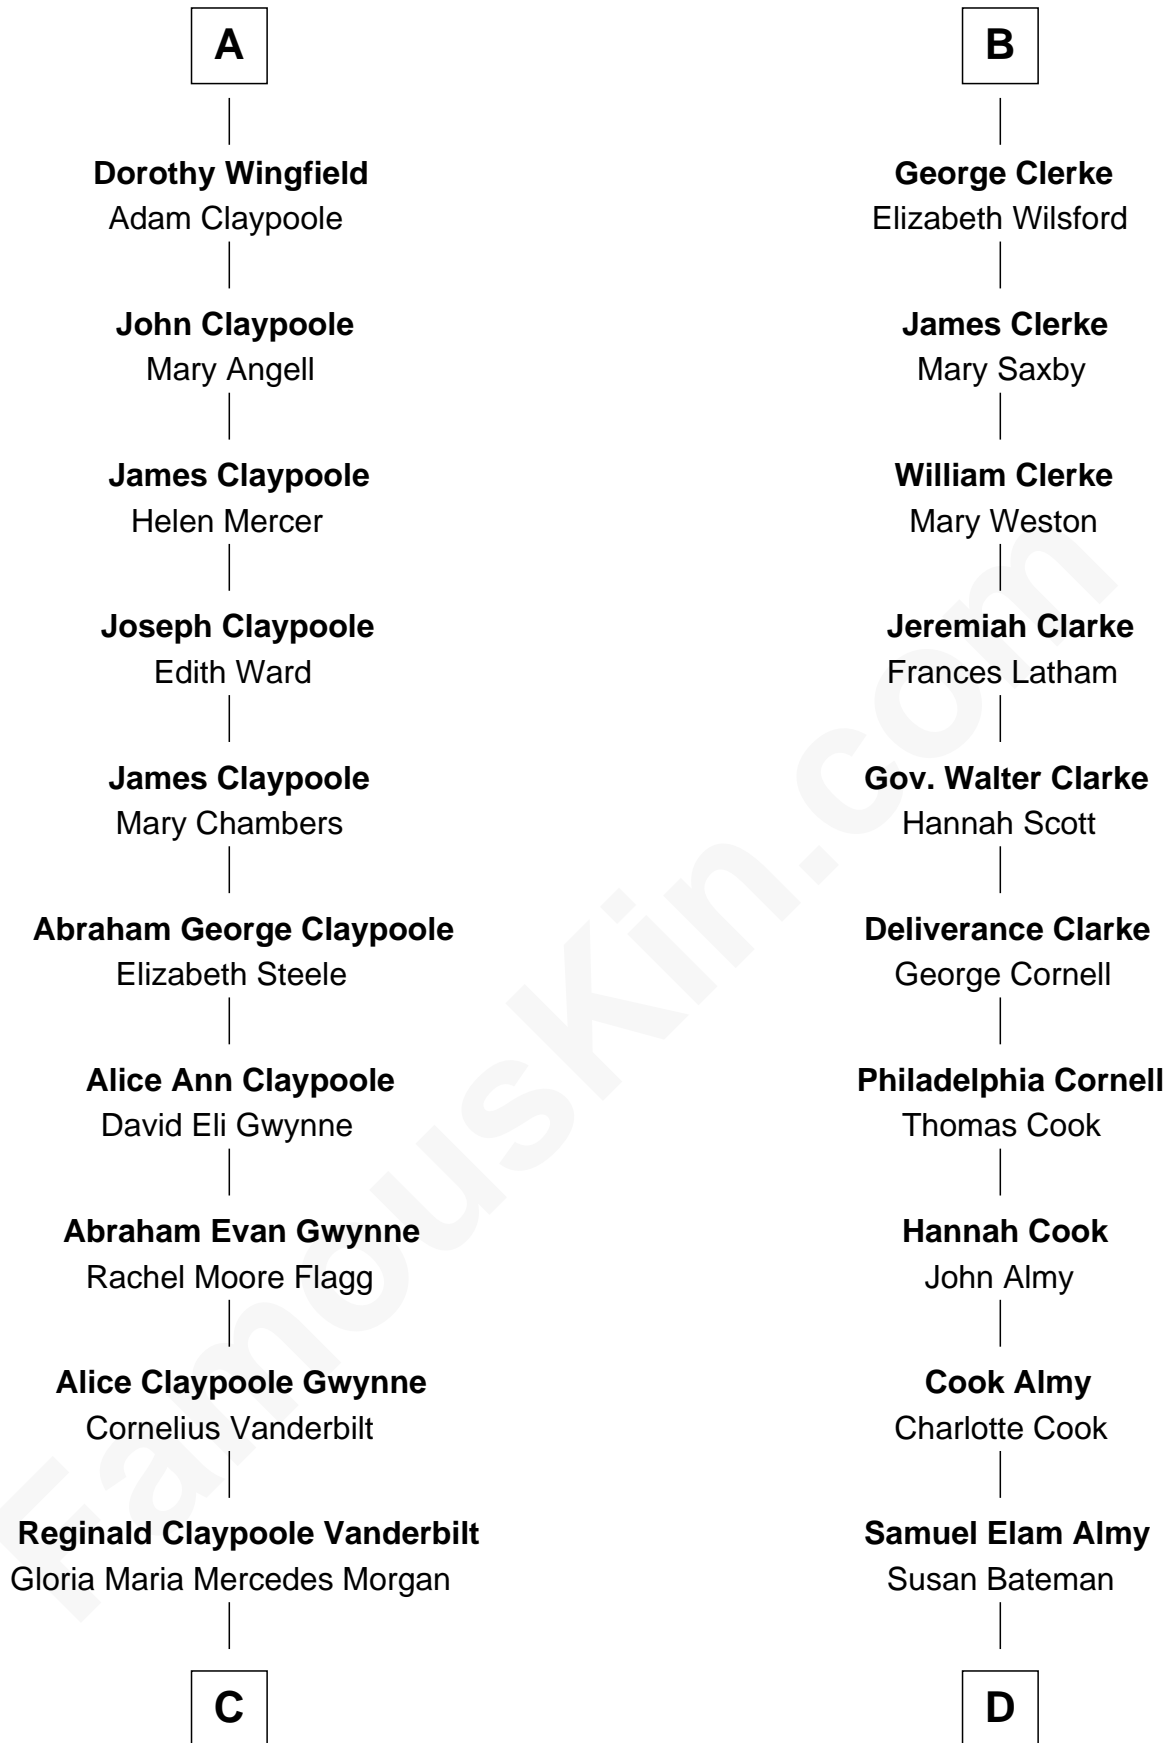 A
Dorothy Wingfield
Adam Claypoole
John Claypoole
Mary Angell
James Claypoole
Helen Mercer
Joseph Claypoole
Edith Ward
James Claypoole
Mary Chambers
Abraham George Claypoole
Elizabeth Steele
Alice Ann Claypoole
David Eli Gwynne
Abraham Evan Gwynne
Rachel Moore Flagg
Alice Claypoole Gwynne
Cornelius Vanderbilt
Reginald Claypoole Vanderbilt
Gloria Maria Mercedes Morgan
C
B
George Clerke
Elizabeth Wilsford
James Clerke
Mary Saxby
William Clerke
Mary Weston
Jeremiah Clarke
Frances Latham
Gov. Walter Clarke
Hannah Scott
Deliverance Clarke
George Cornell
Philadelphia Cornell
Thomas Cook
Hannah Cook
John Almy
Cook Almy
Charlotte Cook
Samuel Elam Almy
Susan Bateman
D
FamousKin.com